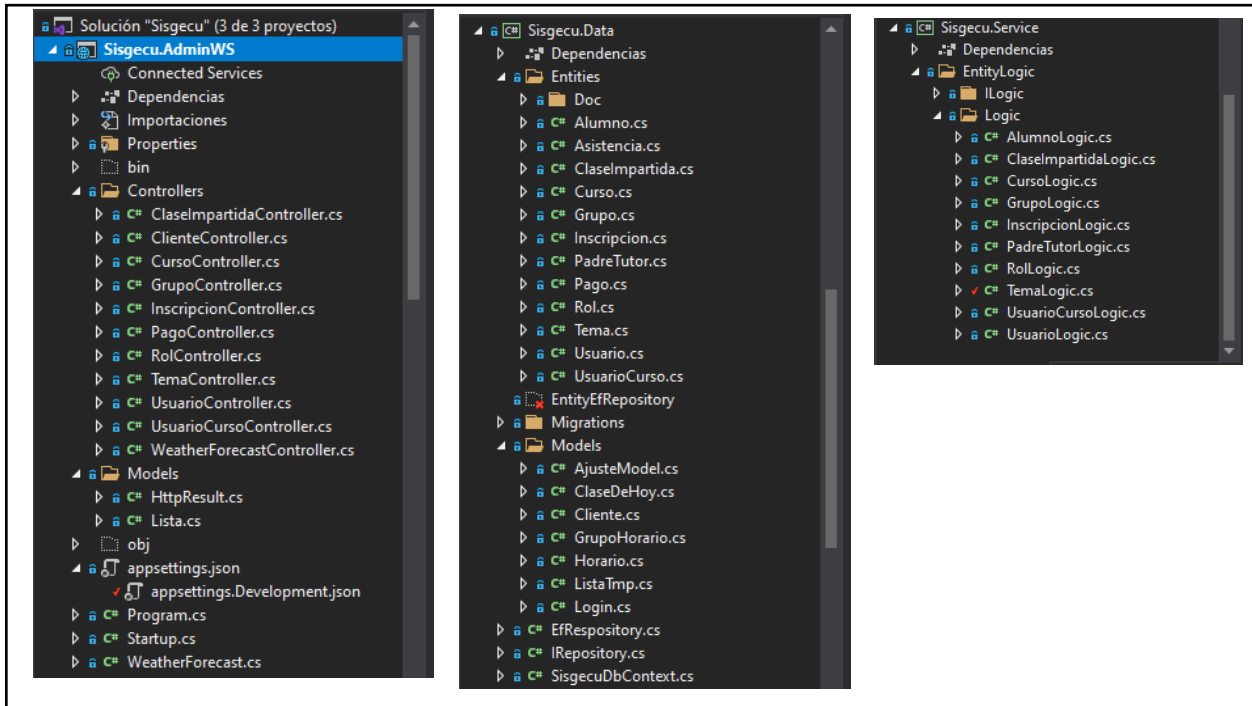 Solución "Sisgecu" (3 de 3 proyectos)
Sisgecu.AdminWS
Connected Services
Dependencias
Importaciones
Properties
bin
Controllers
C# ClaseImpartidaController.cs
C# ClienteController.cs
C# CursoController.cs
C# GrupoController.cs
C# InscripcionController.cs
C# PagoController.cs
C# RolController.cs
C# TemaController.cs
C# UsuarioController.cs
C# UsuarioCursoController.cs
C# WeatherForecastController.cs
Models
C# HttpResult.cs
C# Lista.cs
obj
appsettings.json
appsettings.Development.json
C# Program.cs
C# Startup.cs
C# WeatherForecast.cs
C# Sisgecu.Data
Dependencias
Entities
Doc
C# Alumno.cs
C# Asistencia.cs
C# ClaseImpartida.cs
C# Curso.cs
C# Grupo.cs
C# Inscripcion.cs
C# PadreTutor.cs
C# Pago.cs
C# Rol.cs
C# Tema.cs
C# Usuario.cs
C# UsuarioCurso.cs
EntityEfRepository
Migrations
Models
C# AjusteModel.cs
C# ClaseDeHoy.cs
C# Cliente.cs
C# GrupoHorario.cs
C# Horario.cs
C# ListaTmp.cs
C# Login.cs
C# EfRespository.cs
C# IRepository.cs
C# SisgecuDbContext.cs
C# Sisgecu.Service
Dependencias
EntityLogic
ILogic
Logic
C# AlumnoLogic.cs
C# ClaseImpartidaLogic.cs
C# CursoLogic.cs
C# GrupoLogic.cs
C# InscripcionLogic.cs
C# PadreTutorLogic.cs
C# RolLogic.cs
C# TemaLogic.cs
C# UsuarioCursoLogic.cs
C# UsuarioLogic.cs